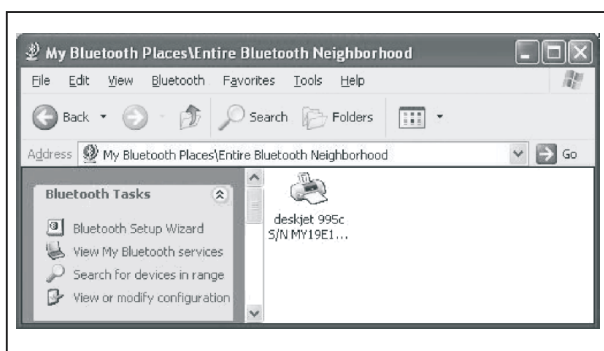 My Bluetooth Places\Entire Bluetooth Neighborhood
File Edit View Bluetooth Favorites Tools Help
Back Search Folders
Address My Bluetooth Places\Entire Bluetooth Neighborhood Go
Bluetooth Tasks
Bluetooth Setup Wizard
View My Bluetooth services
Search for devices in range
View or modify configuration
deskjet 995c
S/N MY19E1...